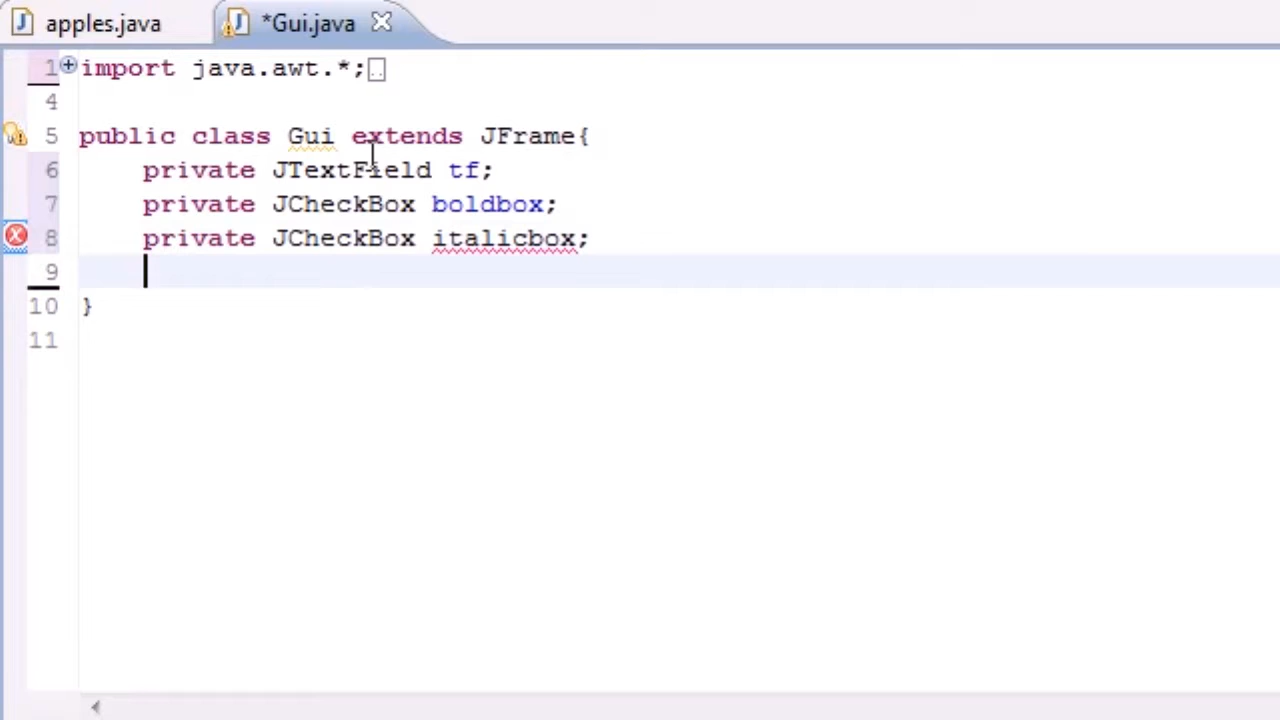 apples.java
*Gui.java
1 import java.awt.*;
4
5 public class Gui extends JFrame{
6 private JTextField tf;
7 private JCheckBox boldbox;
8 private JCheckBox italicbox;
9
10 }
11